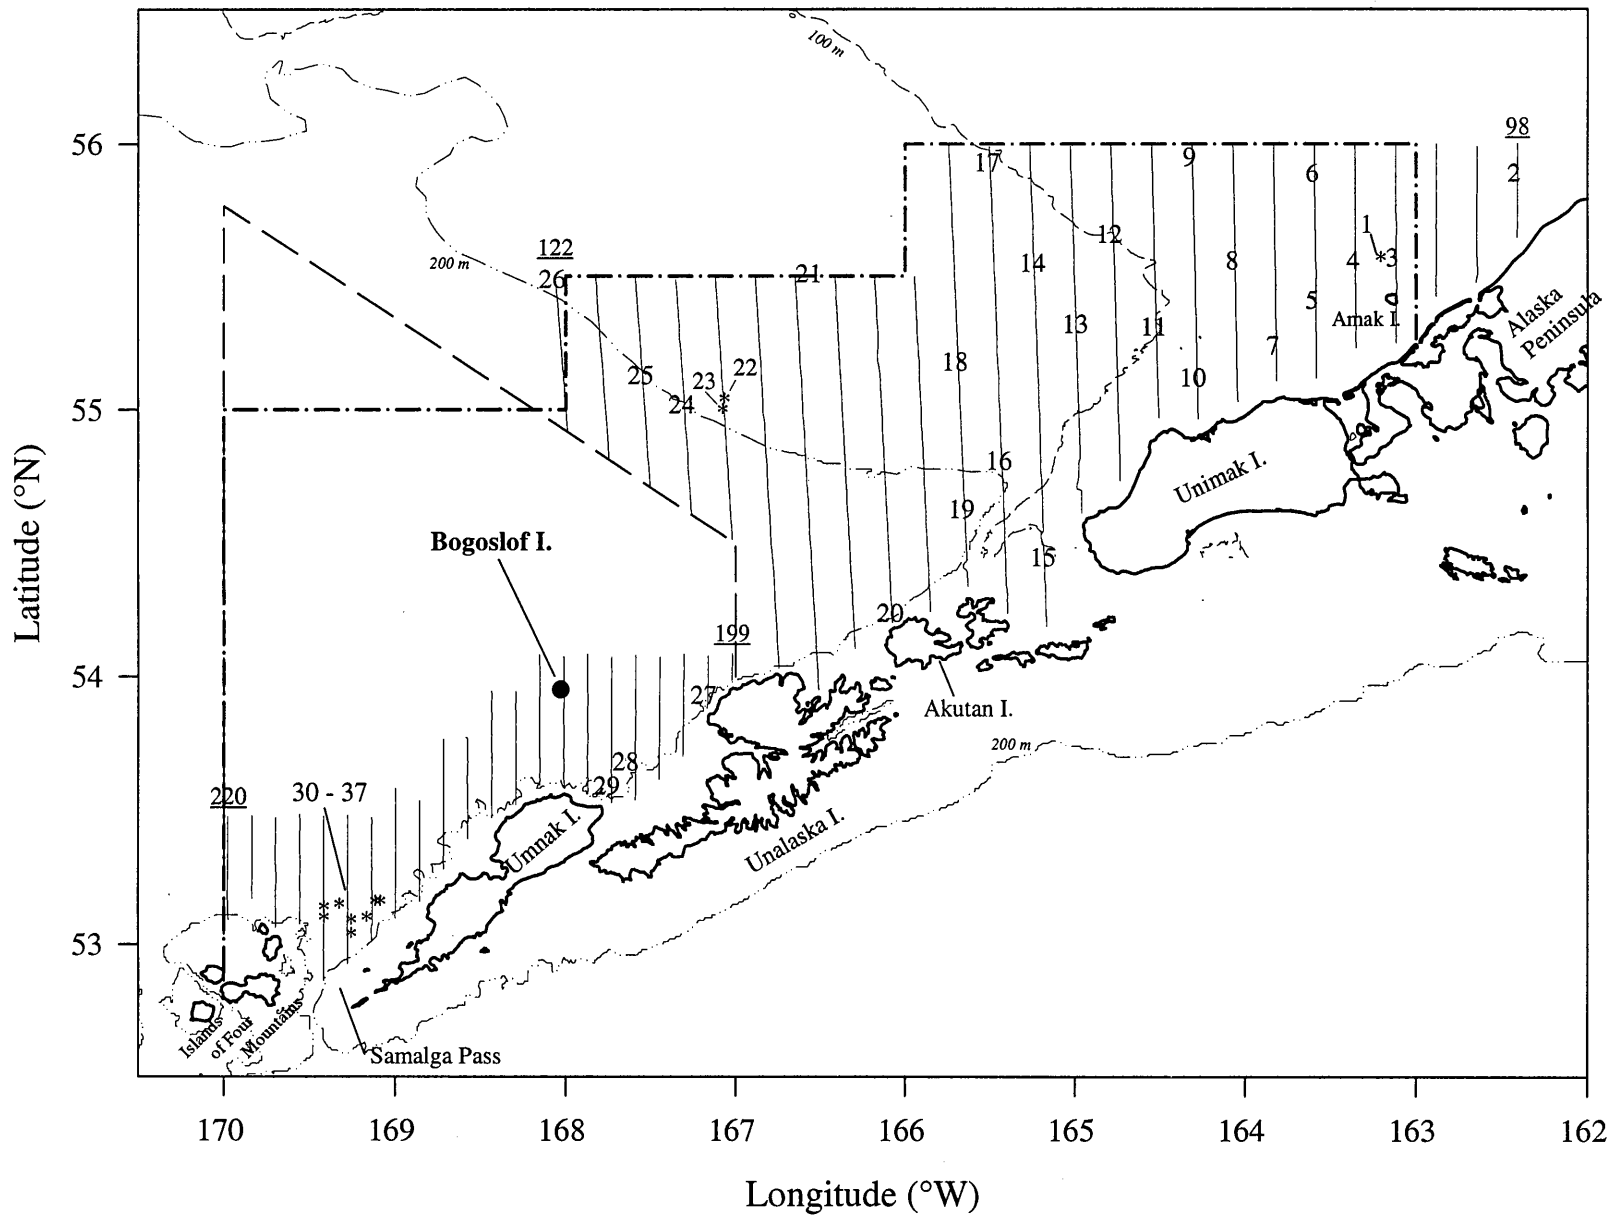 100 m
98
56
17
9
6
2
1
12
122
200 m
26
21
14
8
4
*3
5
Amak I.
Alaska
Peninsula
13
11
7
18
10
25
23
22
24
55
16
Unimak I.
19
Bogoslof I.
15
20
199
54
27
Akutan I.
200 m
28
29
220
30 - 37
Umnak I.
Unalaska I.
53
Islands
of Four
Mountains
Samalga Pass
170
169
168
167
166
165
164
163
162
Latitude (°N)
Longitude (°W)